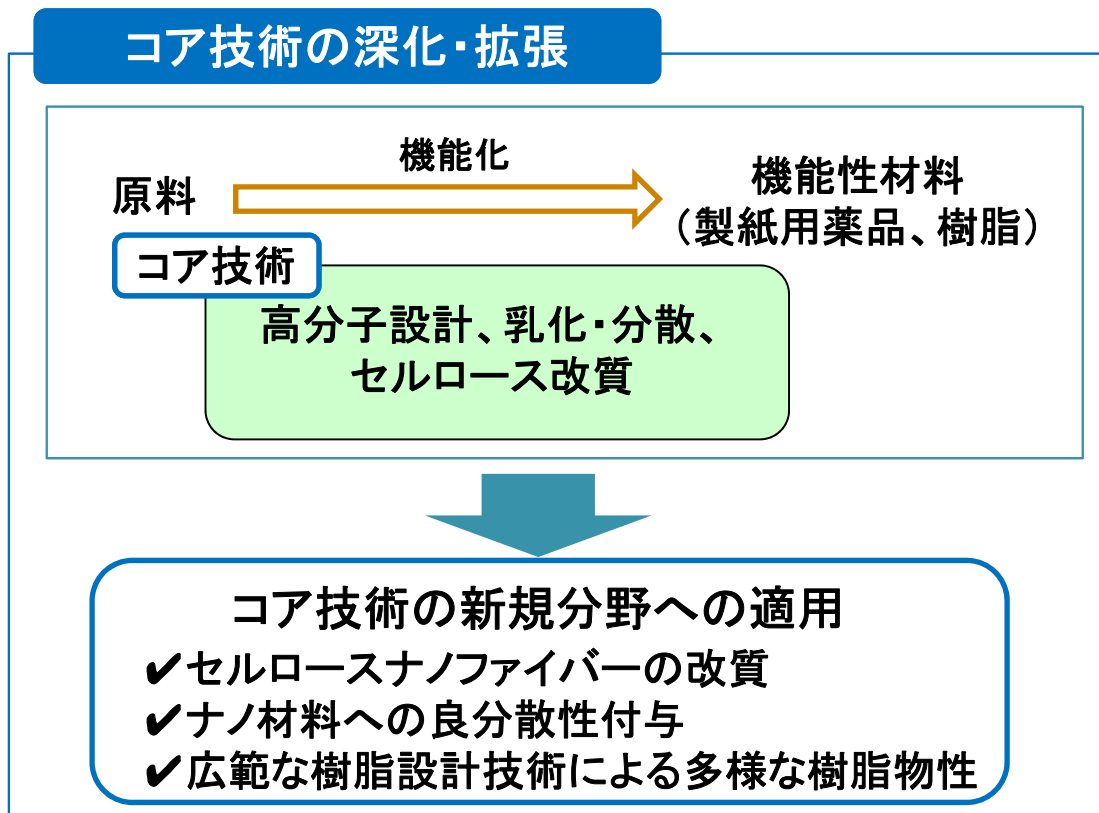 コア技術の深化・拡張
機能化
原料
機能性材料
（製紙用薬品、樹脂）
コア技術
高分子設計、乳化・分散、
セルロース改質
コア技術の新規分野への適用
✔セルロースナノファイバーの改質
✔ナノ材料への良分散性付与
✔広範な樹脂設計技術による多様な樹脂物性